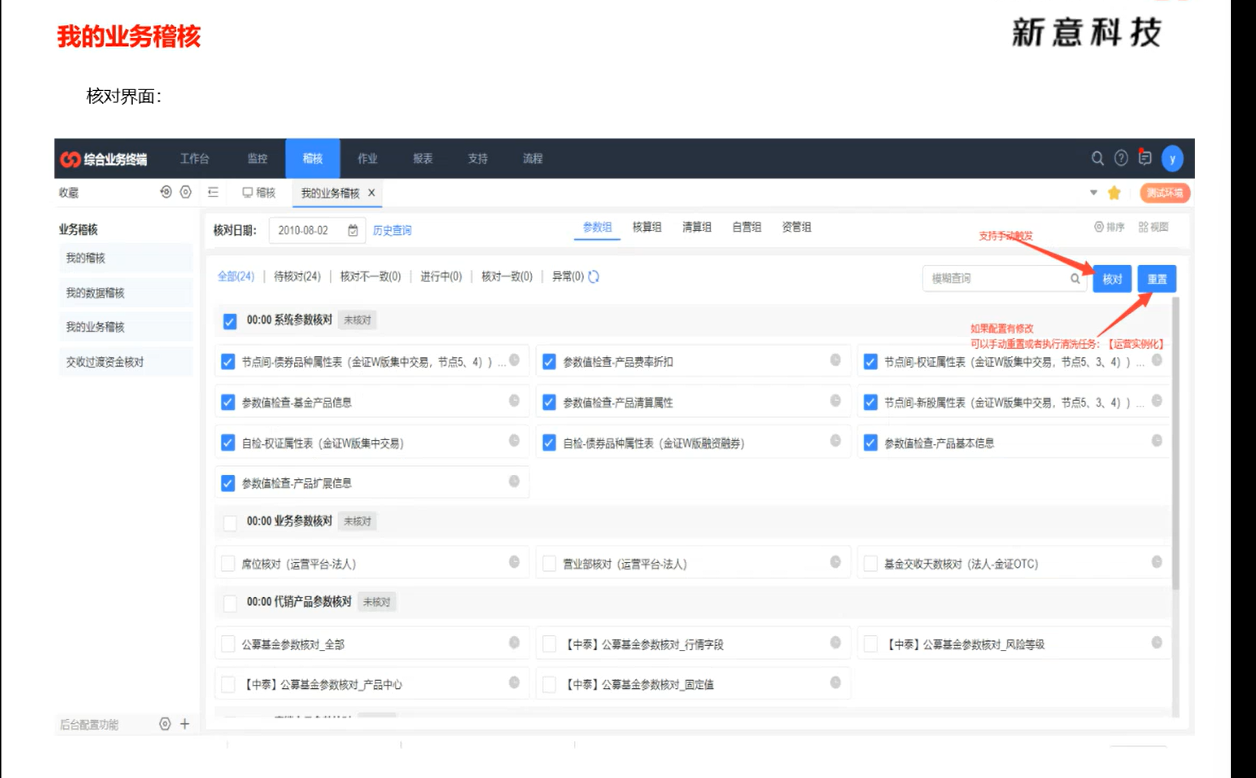 我的业务稽核
新意科技
核对界面：
综合业务终端 工作台 监控 稽核 作业 报表 支持 流程 y
收藏 稽核 我的业务稽核 X 测试环境
业务稽核
我的稽核
我的数据稽核
我的业务稽核
交收过渡资金核对
后台配置功能
核对日期： 2010-08-02 历史查询 参数组 核算组 清算组 自营组 资管组 排序 视图
支持手动触发
全部(24) | 待核对(24) | 核对不一致(0) | 进行中(0) | 核对一致(0) | 异常(0) 模糊查询 核对 重置
如果配置有修改
可以手动重置或者执行清洗任务：【运营实例化】
00:00 系统参数核对 未核对
节点间-债券品种属性表（金证W版集中交易，节点5、4））... 参数值检查-产品费率折扣 节点间-权证属性表（金证W版集中交易，节点5、3、4））...
参数值检查-基金产品信息 参数值检查-产品清算属性 节点间-新股属性表（金证W版集中交易，节点5、3、4））...
自检-权证属性表（金证W版集中交易） 自检-债券品种属性表（金证W版融资融券） 参数值检查-产品基本信息
参数值检查-产品扩展信息
00:00 业务参数核对 未核对
席位核对（运营平台-法人） 营业部核对（运营平台-法人） 基金交收天数核对（法人-金证OTC）
00:00 代销产品参数核对 未核对
公募基金参数核对_全部 【中泰】公募基金参数核对_行情字段 【中泰】公募基金参数核对_风险等级
【中泰】公募基金参数核对_产品中心 【中泰】公募基金参数核对_固定值